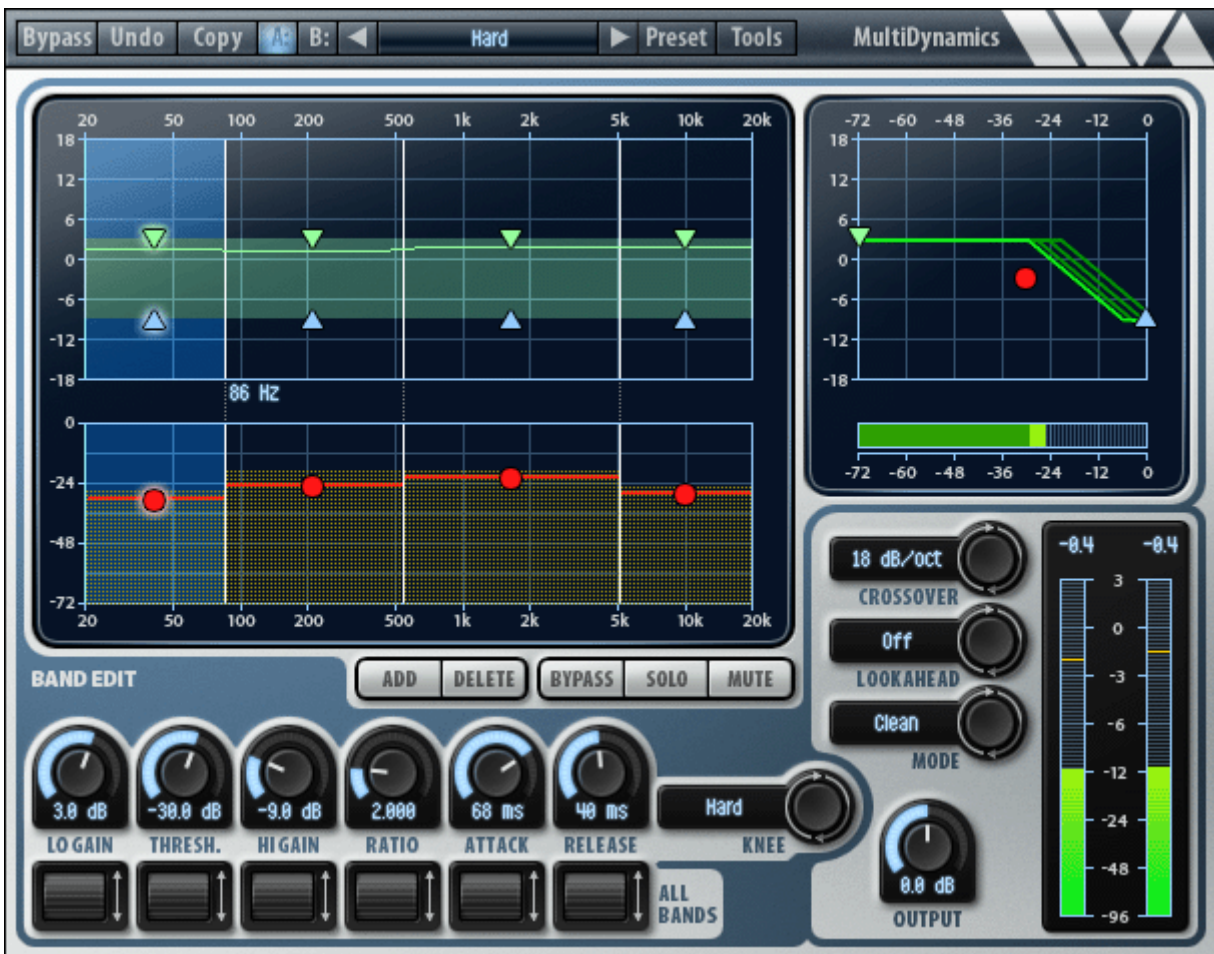 Bypass Undo Copy A: B: Hard Preset Tools MultiDynamics
20 50 100 200 500 1k 2k 5k 10k 20k
18
12
6
0
-6
-12
-18
86 Hz
0
-24
-48
-72
20 50 100 200 500 1k 2k 5k 10k 20k
-72 -60 -48 -36 -24 -12 0
18
12
6
0
-6
-12
-18
-72 -60 -48 -36 -24 -12 0
BAND EDIT
ADD DELETE BYPASS SOLO MUTE
3.0 dB -30.0 dB -9.0 dB 2.000 68 ms 40 ms
LO GAIN THRESH. HI GAIN RATIO ATTACK RELEASE
Hard
KNEE
ALL
BANDS
18 dB/oct
CROSSOVER
Off
LOOKAHEAD
Clean
MODE
0.0 dB
OUTPUT
-0.4 -0.4
3
0
-3
-6
-12
-24
-48
-96